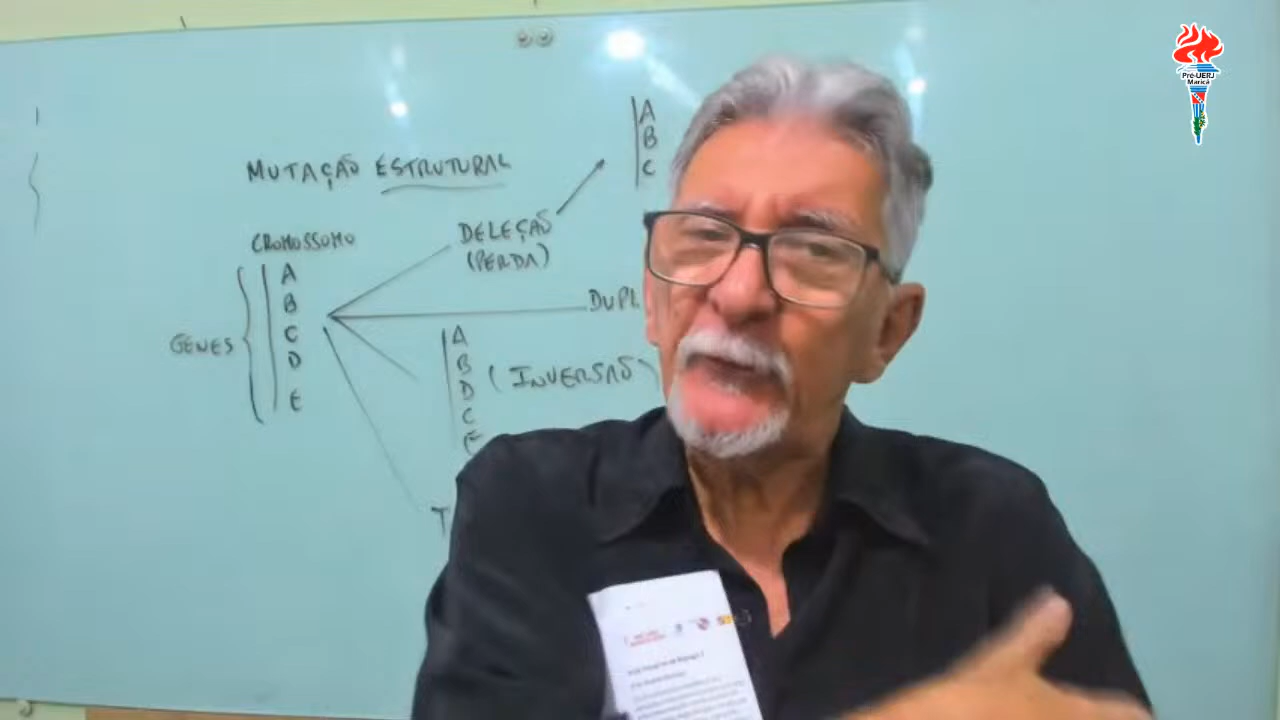 Pré-UERJ
Maricá
MUTAÇÃO ESTRUTURAL
A
B
C
DELEÇÃO
(PERDA)
CROMOSSOMO
GENES
A
B
C
D
E
DUPL
A
B
D
C
E
(INVERSÃO)
T